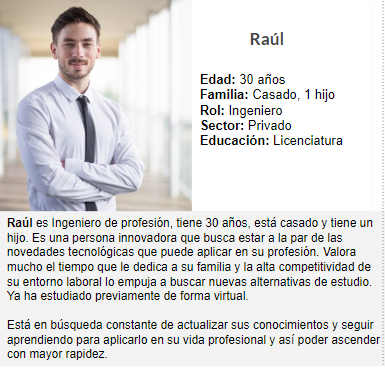 Raúl
Edad: 30 años
Familia: Casado, 1 hijo
Rol: Ingeniero
Sector: Privado
Educación: Licenciatura
Raúl es Ingeniero de profesión, tiene 30 años, está casado y tiene un
hijo. Es una persona innovadora que busca estar a la par de las
novedades tecnológicas que puede aplicar en su profesión. Valora
mucho el tiempo que le dedica a su familia y la alta competitividad de
su entorno laboral lo empuja a buscar nuevas alternativas de estudio.
Ya ha estudiado previamente de forma virtual.
Está en búsqueda constante de actualizar sus conocimientos y seguir
aprendiendo para aplicarlo en su vida profesional y así poder ascender
con mayor rapidez.